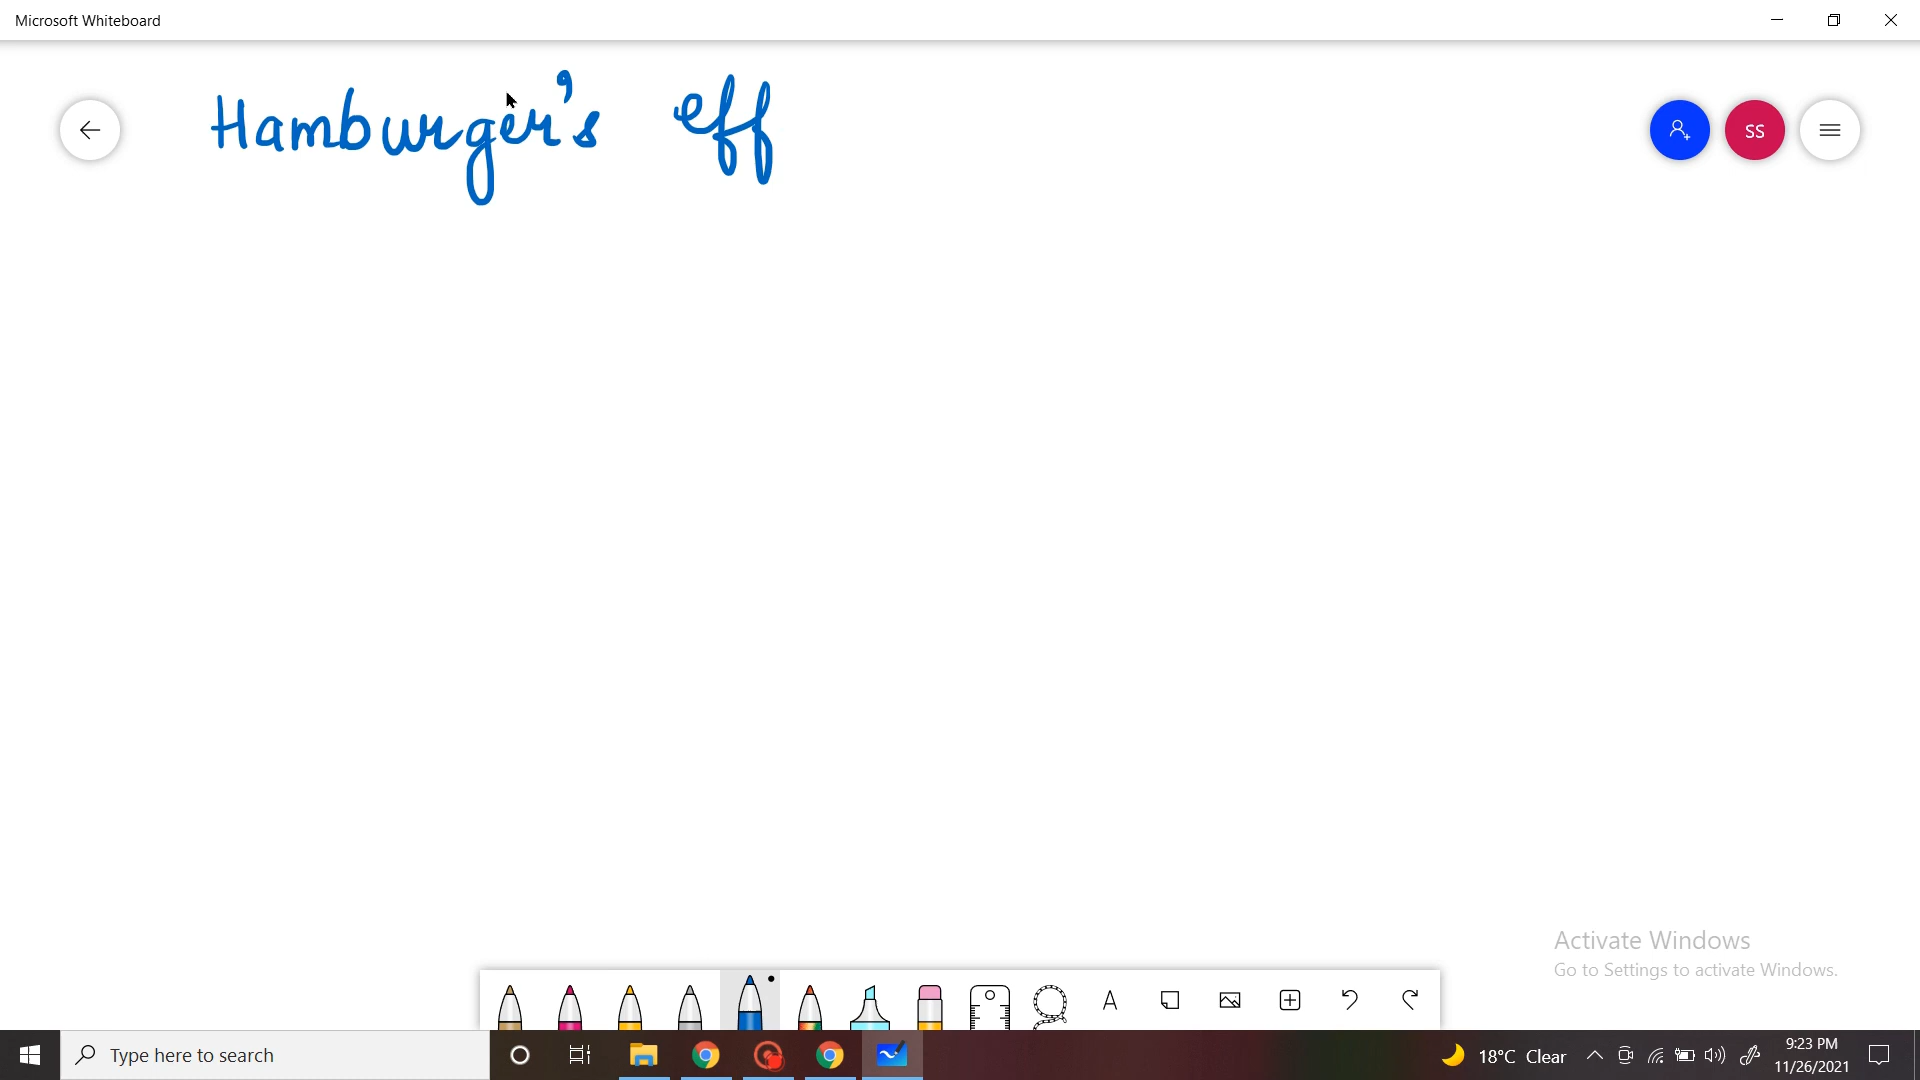 Microsoft Whiteboard
Hamburger's eff
SS
A
Activate Windows
Go to Settings to activate Windows.
Type here to search
18°C Clear
9:23 PM
11/26/2021